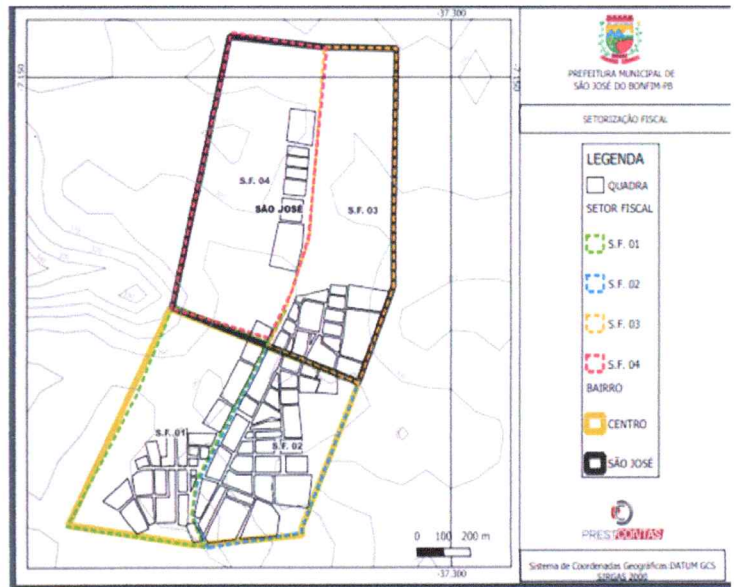 -37.300
-7.150
-7.150
S.F. 04
SÃO JOSÉ
S.F. 03
S.F. 01
S.F. 02
0 100 200 m
-37.300
PREFEITURA MUNICIPAL DE
SÃO JOSÉ DO BONFIM-PB
SETORIZAÇÃO FISCAL
LEGENDA
QUADRA
SETOR FISCAL
S.F. 01
S.F. 02
S.F. 03
S.F. 04
BAIRRO
CENTRO
SÃO JOSÉ
PRESTCONTAS
Sistema de Coordenadas Geográficas DATUM GCS
SIRGAS 2000